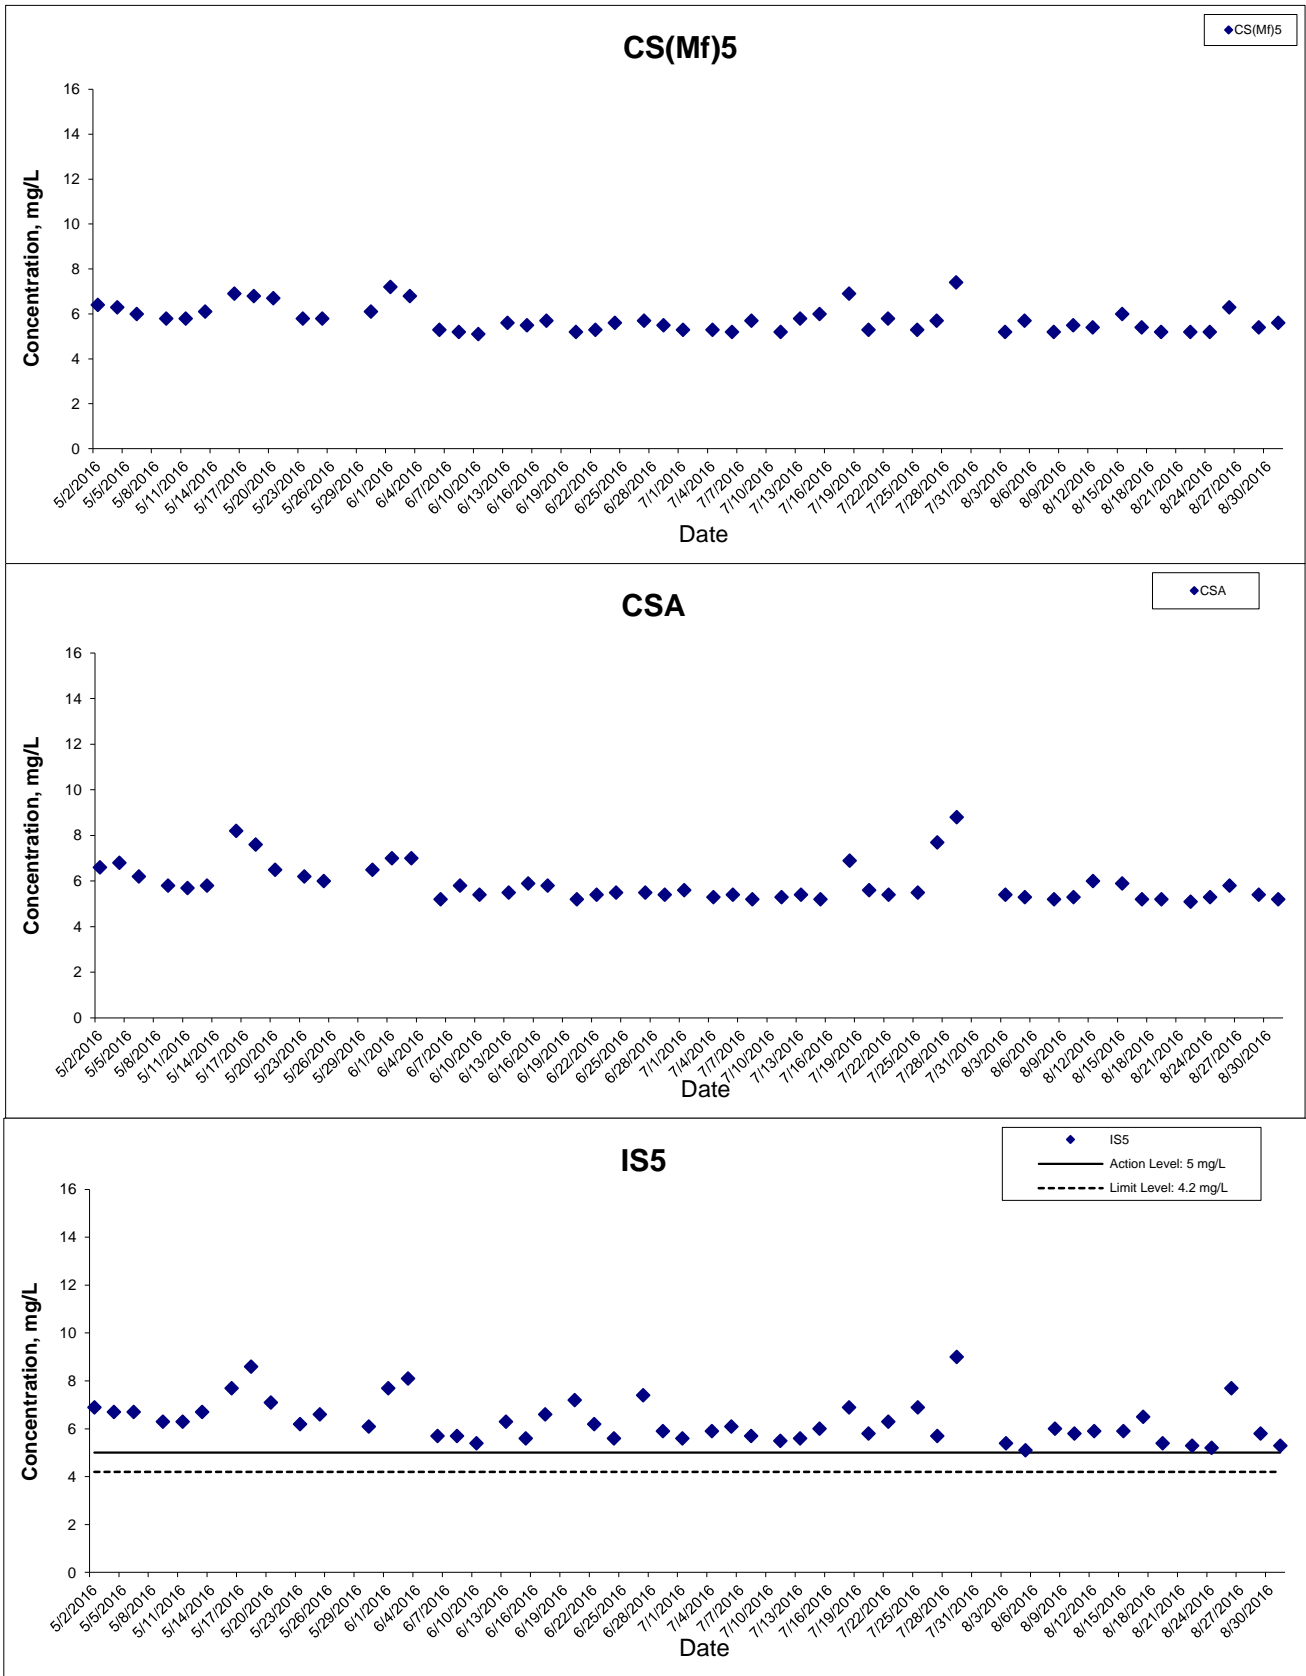 CS(Mf)5
CS(Mf)5
16
14
12
10
8
6
4
2
0
Concentration, mg/L
5/2/2016 5/5/2016 5/8/2016 5/11/2016 5/14/2016 5/17/2016 5/20/2016 5/23/2016 5/26/2016 5/29/2016 6/1/2016 6/4/2016 6/7/2016 6/10/2016 6/13/2016 6/16/2016 6/19/2016 6/22/2016 6/25/2016 6/28/2016 7/1/2016 7/4/2016 7/7/2016 7/10/2016 7/13/2016 7/16/2016 7/19/2016 7/22/2016 7/25/2016 7/28/2016 7/31/2016 8/3/2016 8/6/2016 8/9/2016 8/12/2016 8/15/2016 8/18/2016 8/21/2016 8/24/2016 8/27/2016 8/30/2016
Date
CSA
CSA
16
14
12
10
8
6
4
2
0
Concentration, mg/L
5/2/2016 5/5/2016 5/8/2016 5/11/2016 5/14/2016 5/17/2016 5/20/2016 5/23/2016 5/26/2016 5/29/2016 6/1/2016 6/4/2016 6/7/2016 6/10/2016 6/13/2016 6/16/2016 6/19/2016 6/22/2016 6/25/2016 6/28/2016 7/1/2016 7/4/2016 7/7/2016 7/10/2016 7/13/2016 7/16/2016 7/19/2016 7/22/2016 7/25/2016 7/28/2016 7/31/2016 8/3/2016 8/6/2016 8/9/2016 8/12/2016 8/15/2016 8/18/2016 8/21/2016 8/24/2016 8/27/2016 8/30/2016
Date
IS5
IS5
Action Level: 5 mg/L
Limit Level: 4.2 mg/L
16
14
12
10
8
6
4
2
0
Concentration, mg/L
5/2/2016 5/5/2016 5/8/2016 5/11/2016 5/14/2016 5/17/2016 5/20/2016 5/23/2016 5/26/2016 5/29/2016 6/1/2016 6/4/2016 6/7/2016 6/10/2016 6/13/2016 6/16/2016 6/19/2016 6/22/2016 6/25/2016 6/28/2016 7/1/2016 7/4/2016 7/7/2016 7/10/2016 7/13/2016 7/16/2016 7/19/2016 7/22/2016 7/25/2016 7/28/2016 7/31/2016 8/3/2016 8/6/2016 8/9/2016 8/12/2016 8/15/2016 8/18/2016 8/21/2016 8/24/2016 8/27/2016 8/30/2016
Date